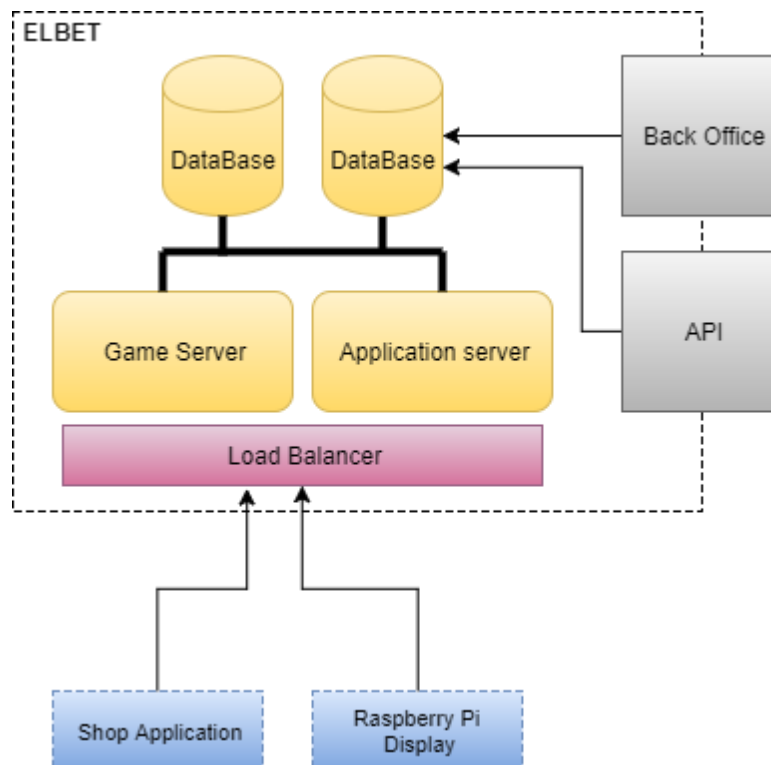 ELBET
DataBase
DataBase
Back Office
Game Server
Application server
API
Load Balancer
Shop Application
Raspberry Pi
Display